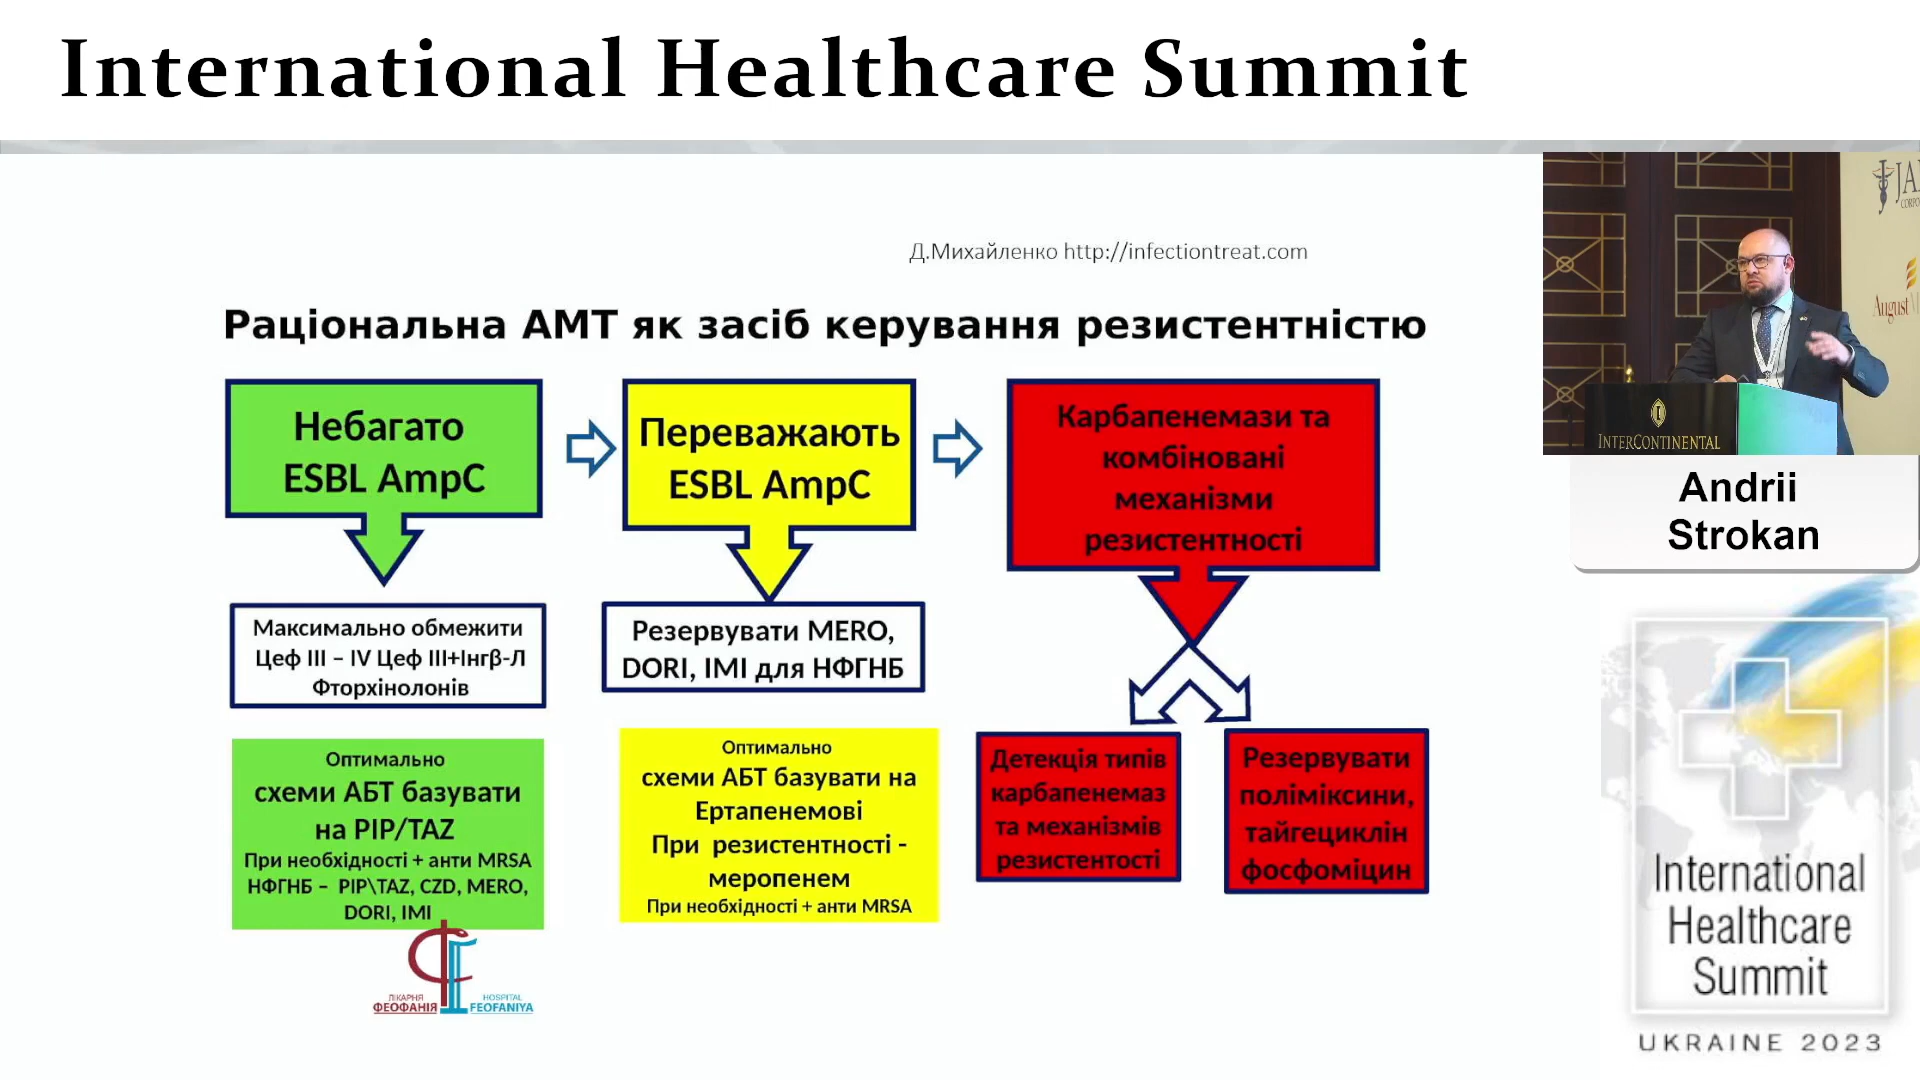 International Healthcare Summit
Д.Михайленко http://infectiontreat.com
Раціональна АМТ як засіб керування резистентністю
Небагато
ESBL AmpC
Переважають
ESBL AmpC
Карбапенемази та
комбіновані
механізми
резистентності
Максимально обмежити
Цеф III – IV Цеф III+Інгβ-Л
Фторхінолонів
Резервувати MERO,
DORI, IMI для НФГНБ
Оптимально
схеми АБТ базувати
на PIP/TAZ
При необхідності + анти MRSA
НФГНБ – PIP\TAZ, CZD, MERO,
DORI, IMI
Оптимально
схеми АБТ базувати на
Ертапенемові
При резистентності -
меропенем
При необхідності + анти MRSA
Детекція типів
карбапенемаз
та механізмів
резистентості
Резервувати
поліміксини,
тайгециклін
фосфоміцин
ЛІКАРНЯ
ФЕОФАНІЯ
HOSPITAL
FEOFANIYA
August
INTERCONTINENTAL
Andrii
Strokan
International
Healthcare
Summit
UKRAINE 2023